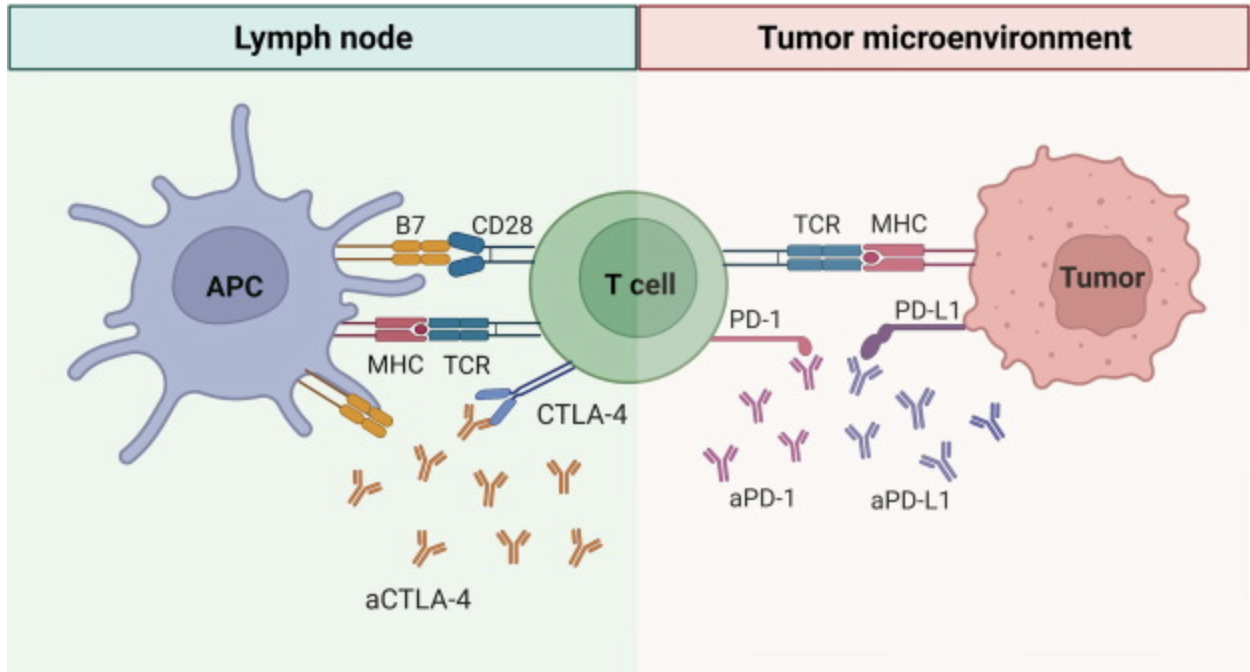 Lymph node
Tumor microenvironment
B7
CD28
TCR
MHC
APC
T cell
Tumor
PD-1
PD-L1
MHC
TCR
CTLA-4
aPD-1
aPD-L1
aCTLA-4